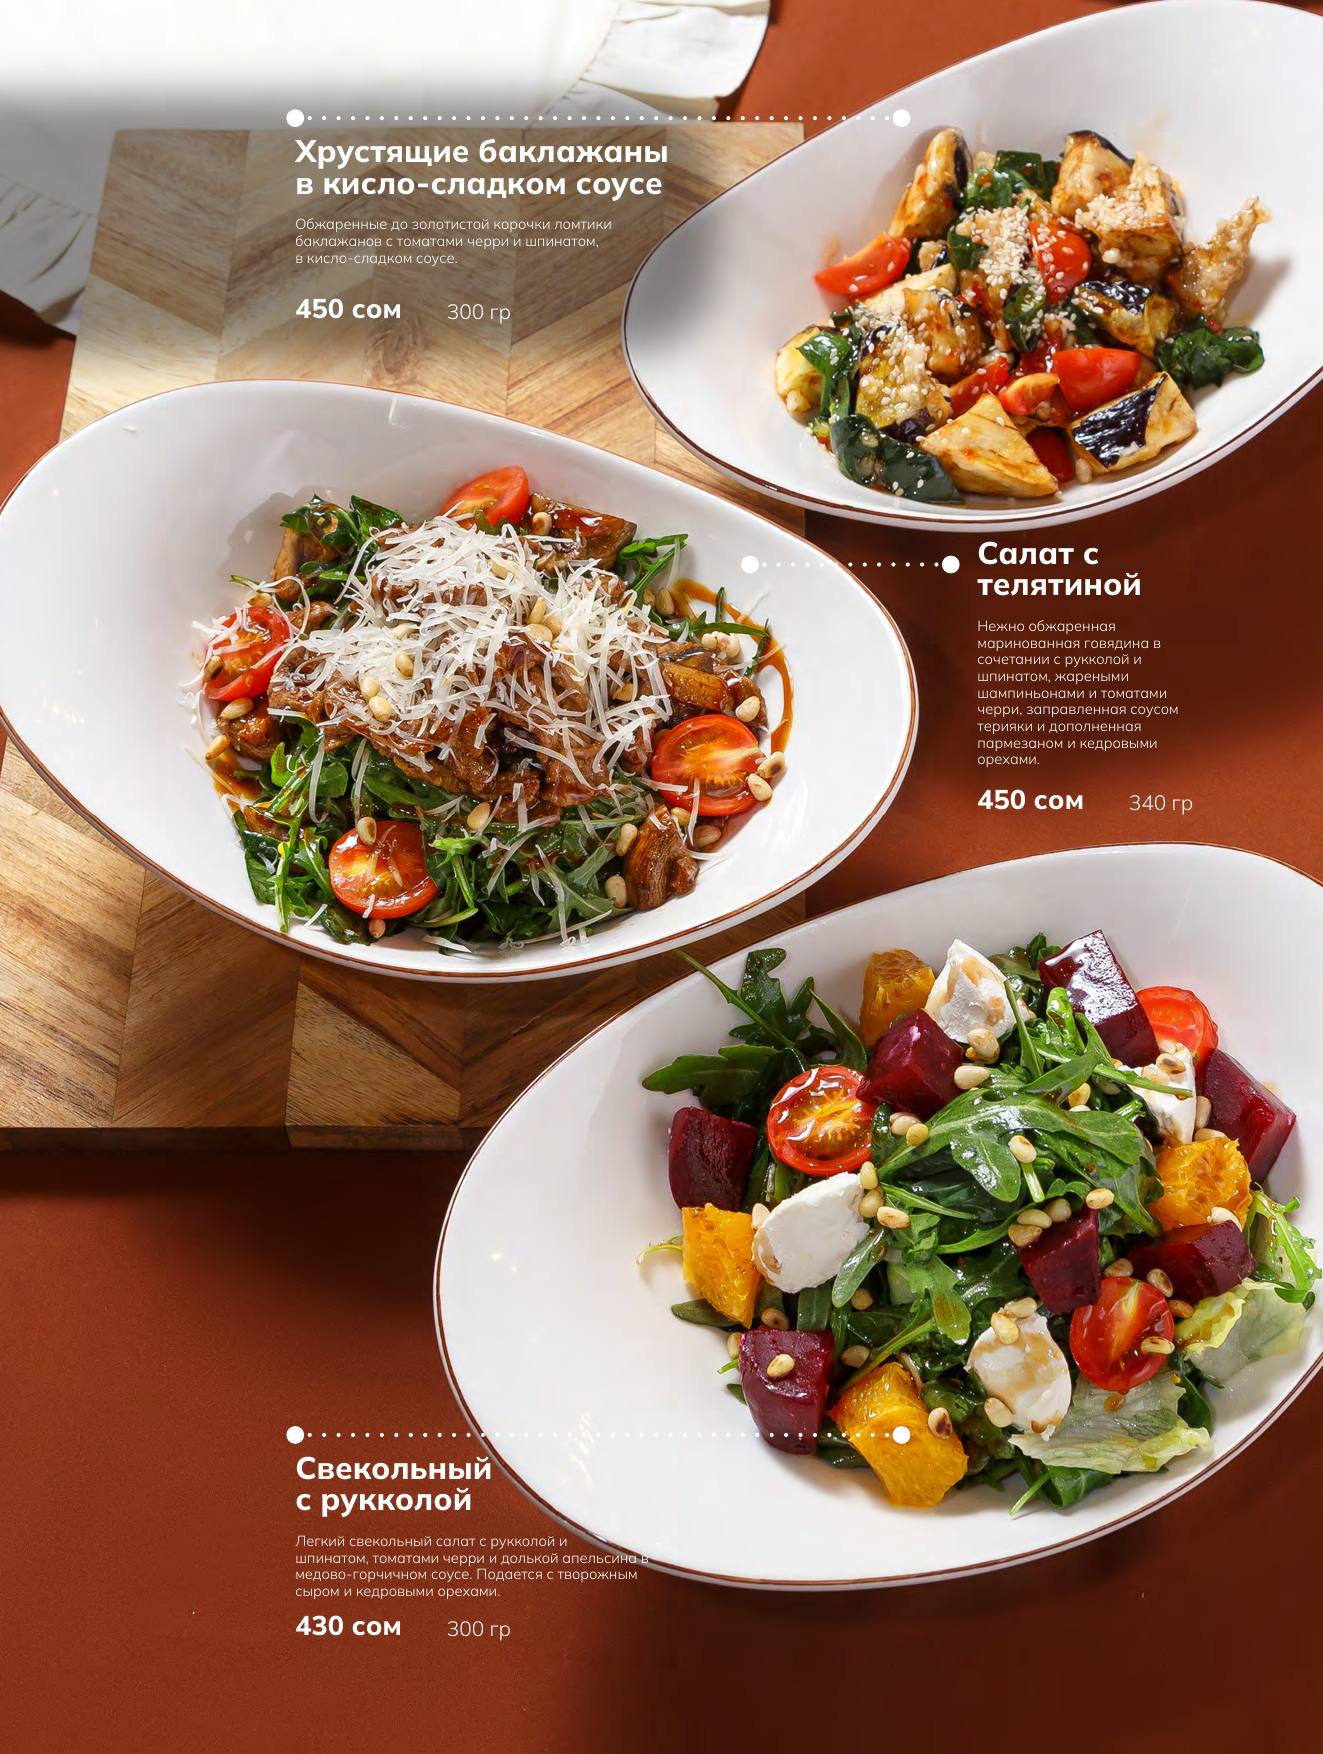 Хрустящие баклажаны
в кисло-сладком соусе
Обжаренные до золотистой корочки ломтики
баклажанов с томатами черри и шпинатом,
в кисло-сладком соусе.
450 сом 300 гр
Салат с
телятиной
Нежно обжаренная
маринованная говядина в
сочетании с рукколой и
шпинатом, жареными
шампиньонами и томатами
черри, заправленная соусом
терияки и дополненная
пармезаном и кедровыми
орехами.
450 сом 340 гр
Свекольный
с рукколой
Легкий свекольный салат с рукколой и
шпинатом, томатами черри и долькой апельсина в
медово-горчичном соусе. Подается с творожным
сыром и кедровыми орехами.
430 сом 300 гр